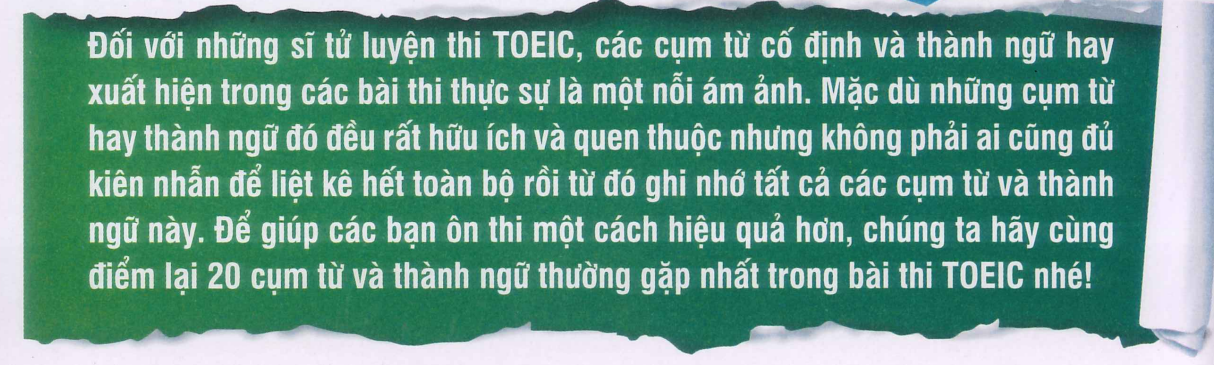 Đối với những sĩ tử luyện thi TOEIC, các cụm từ cố định và thành ngữ hay
xuất hiện trong các bài thi thực sự là một nỗi ám ảnh. Mặc dù những cụm từ
hay thành ngữ đó đều rất hữu ích và quen thuộc nhưng không phải ai cũng đủ
kiên nhẫn để liệt kê hết toàn bộ rồi từ đó ghi nhớ tất cả các cụm từ và thành
ngữ này. Để giúp các bạn ôn thi một cách hiệu quả hơn, chúng ta hãy cùng
điểm lại 20 cụm từ và thành ngữ thường gặp nhất trong bài thi TOEIC nhé!